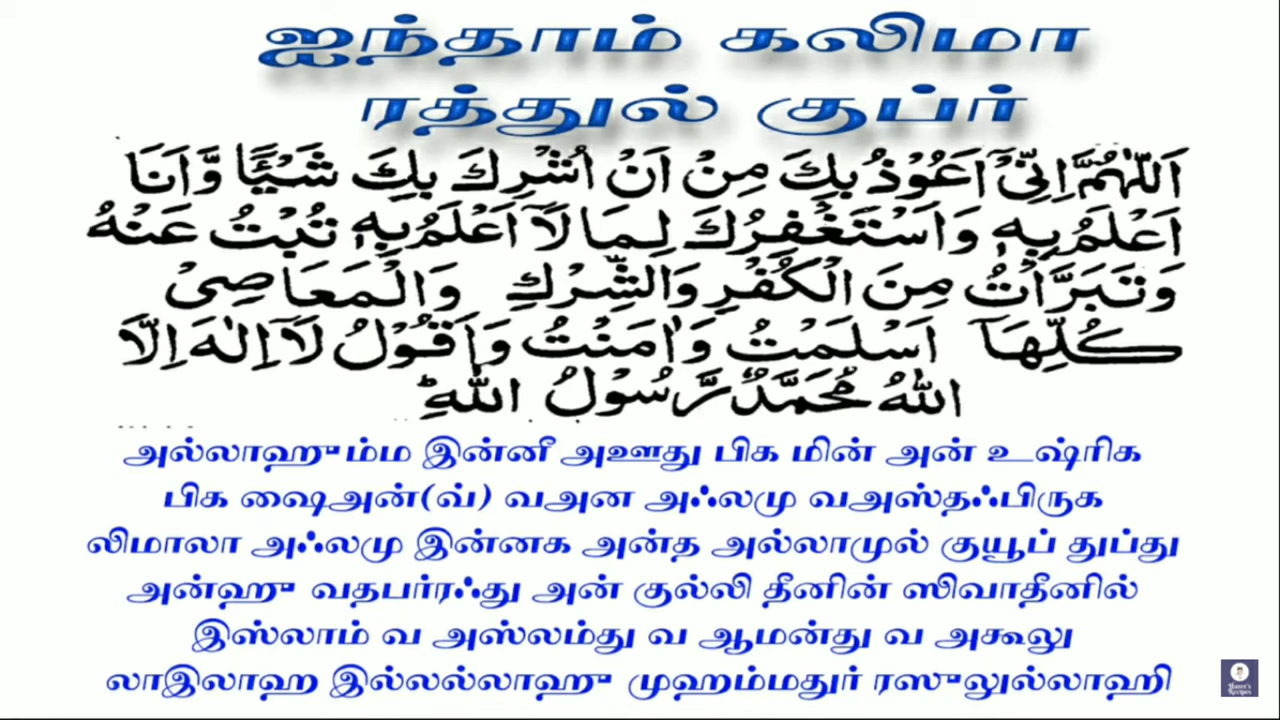 ஐந்தாம் கலிமா
ரத்துல் குப்ர்
اَللّٰهُمَّ اِنِّىْٓ اَعُوْذُ بِكَ مِنْ اَنْ اُشْرِكَ بِكَ شَيْـًٔا وَّاَنَا
اَعْلَمُ بِهٖ وَاَسْتَغْفِرُكَ لِمَا لَآ اَعْلَمُ بِهٖ تُبْتُ عَنْهُ
وَتَبَرَّاْتُ مِنَ الْكُفْرِ وَالشِّرْكِ وَالْمَعَاصِىْ
كُلِّهَآ اَسْلَمْتُ وَاٰمَنْتُ وَاَقُوْلُ لَآ اِلٰهَ اِلَّا
اللّٰهُ مُحَمَّدٌ رَّسُوْلُ اللّٰهِؕ
அல்லாஹும்ம இன்னீ அஊது பிக மின் அன் உஷ்ரிக
பிக ஷைஅன்(வ்) வஅன அஃலமு வஅஸ்தஃபிருக
லிமாலா அஃலமு இன்னக அன்த அல்லாமுல் குயூப் துப்து
அன்ஹு வதபர்ரஃது அன் குல்லி தீனின் ஸிவாதீனில்
இஸ்லாம் வ அஸ்லம்து வ ஆமன்து வ அகூலு
லாஇலாஹ இல்லல்லாஹு முஹம்மதுர் ரஸுலுல்லாஹி